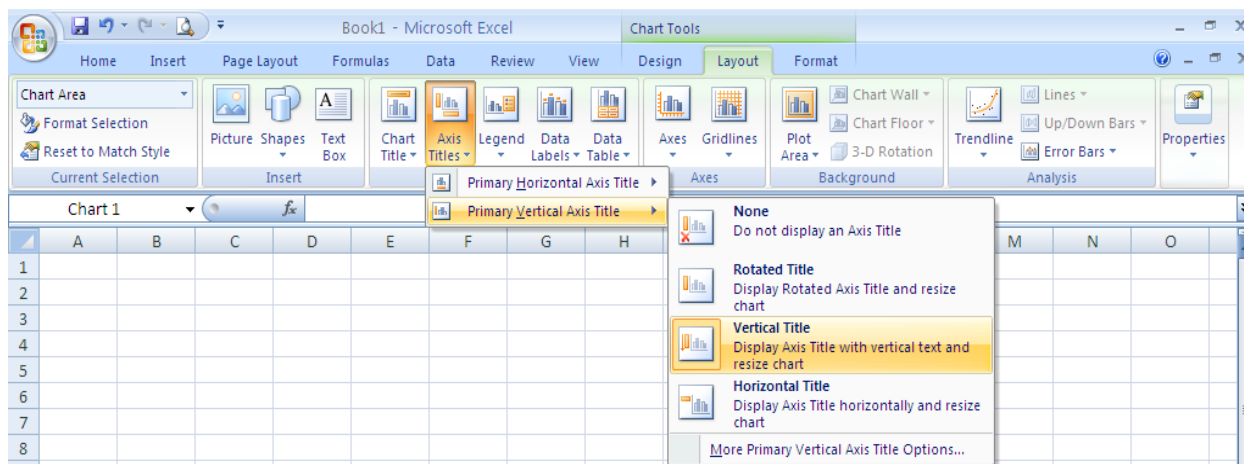 Book1 - Microsoft Excel
Chart Tools
Home Insert Page Layout Formulas Data Review View Design Layout Format
Chart Area
Format Selection
Reset to Match Style
Current Selection
Picture Shapes Text Box
Insert
Chart Title Axis Titles Legend Data Labels Data Table
Axes Gridlines
Axes
Plot Area
Chart Wall
Chart Floor
3-D Rotation
Background
Trendline
Lines
Up/Down Bars
Error Bars
Analysis
Properties
Primary Horizontal Axis Title
Primary Vertical Axis Title
Chart 1 fx
None
Do not display an Axis Title
Rotated Title
Display Rotated Axis Title and resize
chart
Vertical Title
Display Axis Title with vertical text and
resize chart
Horizontal Title
Display Axis Title horizontally and resize
chart
More Primary Vertical Axis Title Options...
A B C D E F G H M N O
1
2
3
4
5
6
7
8